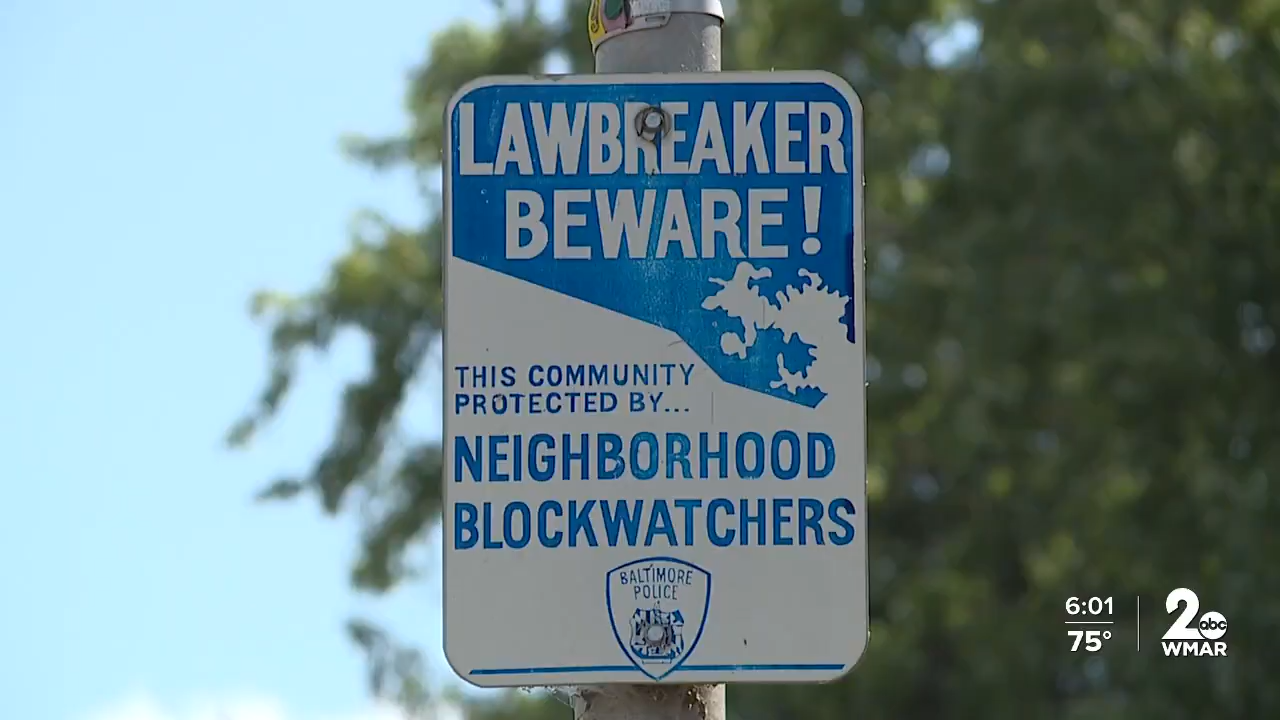 LAWBREAKER
BEWARE!
THIS COMMUNITY
PROTECTED BY...
NEIGHBORHOOD
BLOCKWATCHERS
BALTIMORE
POLICE
6:01
75°
2 abc
WMAR